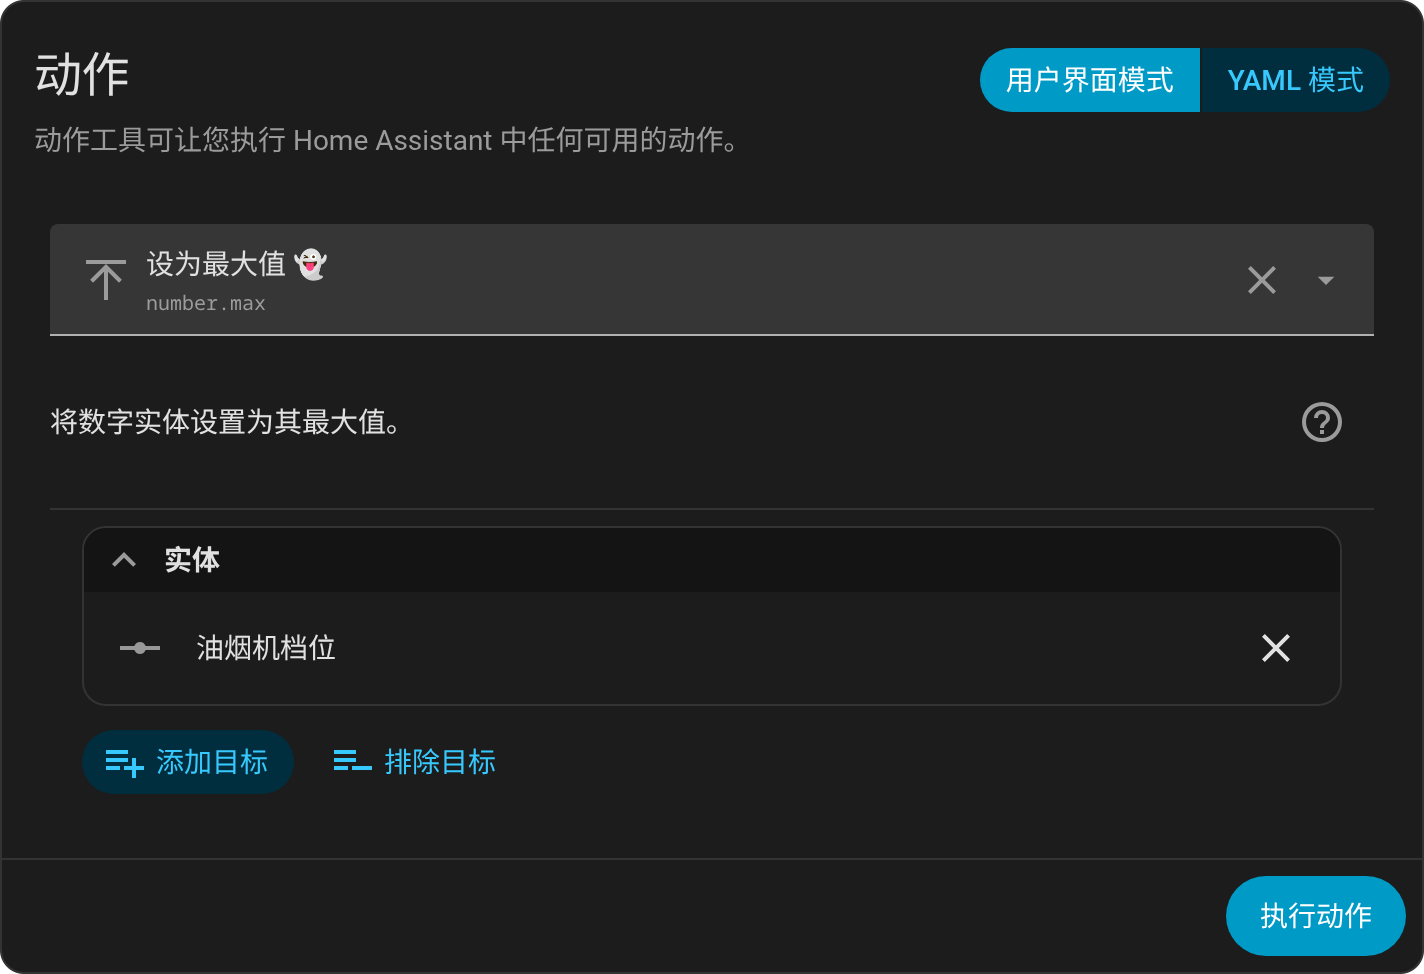 动作
用户界面模式
YAML 模式
动作工具可让您执行 Home Assistant 中任何可用的动作。
设为最大值 👻
number.max
将数字实体设置为其最大值。
实体
油烟机档位
添加目标
排除目标
执行动作